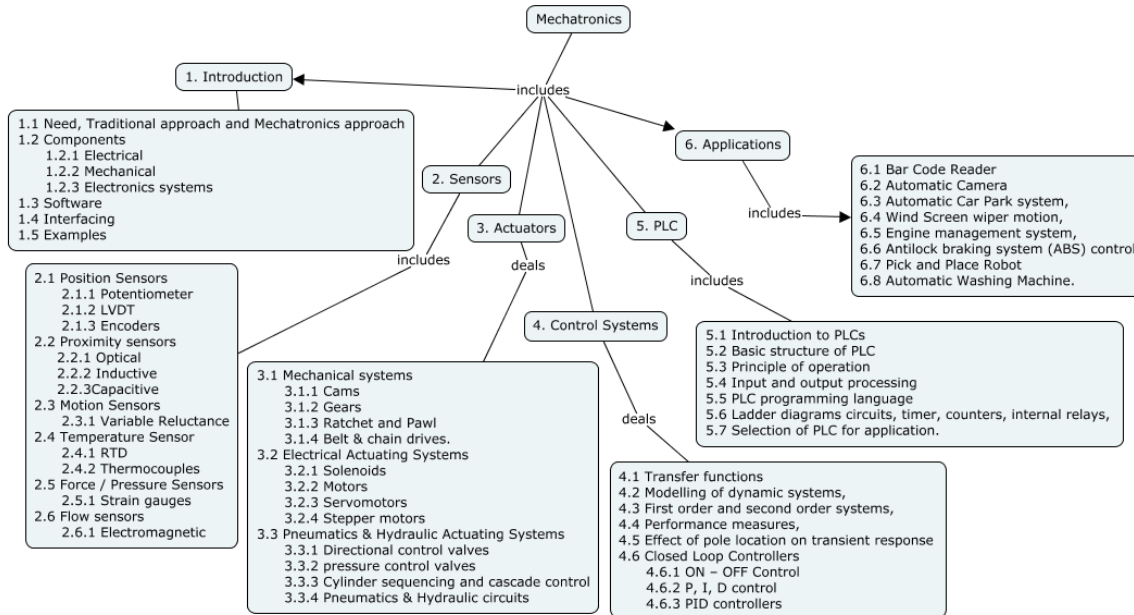 Mechatronics
1. Introduction
includes
1.1 Need, Traditional approach and Mechatronics approach
1.2 Components
1.2.1 Electrical
1.2.2 Mechanical
1.2.3 Electronics systems
1.3 Software
1.4 Interfacing
1.5 Examples
2. Sensors
includes
2.1 Position Sensors
2.1.1 Potentiometer
2.1.2 LVDT
2.1.3 Encoders
2.2 Proximity sensors
2.2.1 Optical
2.2.2 Inductive
2.2.3Capacitive
2.3 Motion Sensors
2.3.1 Variable Reluctance
2.4 Temperature Sensor
2.4.1 RTD
2.4.2 Thermocouples
2.5 Force / Pressure Sensors
2.5.1 Strain gauges
2.6 Flow sensors
2.6.1 Electromagnetic
3. Actuators
deals
3.1 Mechanical systems
3.1.1 Cams
3.1.2 Gears
3.1.3 Ratchet and Pawl
3.1.4 Belt & chain drives.
3.2 Electrical Actuating Systems
3.2.1 Solenoids
3.2.2 Motors
3.2.3 Servomotors
3.2.4 Stepper motors
3.3 Pneumatics & Hydraulic Actuating Systems
3.3.1 Directional control valves
3.3.2 pressure control valves
3.3.3 Cylinder sequencing and cascade control
3.3.4 Pneumatics & Hydraulic circuits
4. Control Systems
deals
4.1 Transfer functions
4.2 Modelling of dynamic systems,
4.3 First order and second order systems,
4.4 Performance measures,
4.5 Effect of pole location on transient response
4.6 Closed Loop Controllers
4.6.1 ON – OFF Control
4.6.2 P, I, D control
4.6.3 PID controllers
5. PLC
includes
5.1 Introduction to PLCs
5.2 Basic structure of PLC
5.3 Principle of operation
5.4 Input and output processing
5.5 PLC programming language
5.6 Ladder diagrams circuits, timer, counters, internal relays,
5.7 Selection of PLC for application.
6. Applications
includes
6.1 Bar Code Reader
6.2 Automatic Camera
6.3 Automatic Car Park system,
6.4 Wind Screen wiper motion,
6.5 Engine management system,
6.6 Antilock braking system (ABS) control
6.7 Pick and Place Robot
6.8 Automatic Washing Machine.